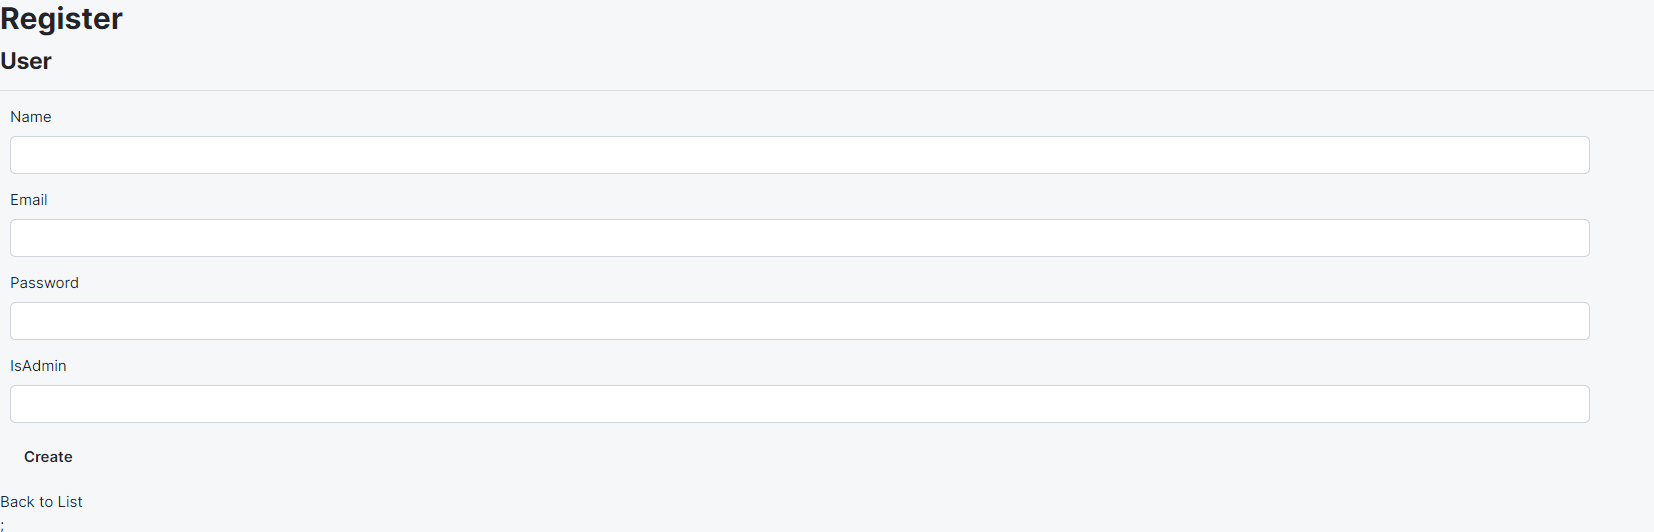 Register
User
Name
Email
Password
IsAdmin
Create
Back to List
;